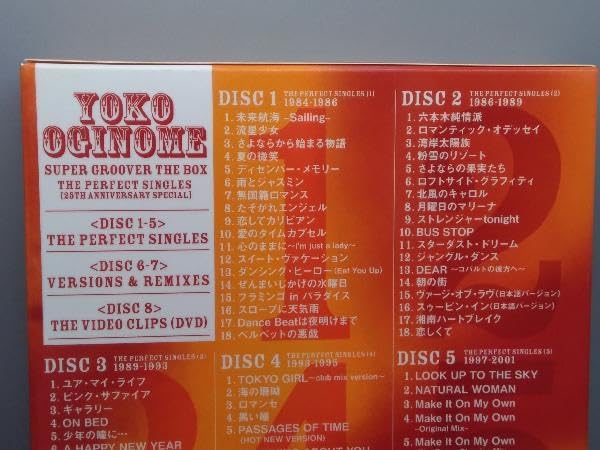 YOKO
OGINOME
SUPER GROOVER THE BOX
THE PERFECT SINGLES
[25TH ANNIVERSARY SPECIAL]
<DISC 1-5>
THE PERFECT SINGLES
<DISC 6-7>
VERSIONS & REMIXES
<DISC 8>
THE VIDEO CLIPS (DVD)
DISC 1 THE PERFECT SINGLES (1)
1984-1986
1. 未来航海 –Sailing–
2. 流星少女
3. さよならから始まる物語
4. 夏の微笑
5. ディセンバー・メモリー
6. 雨とジャスミン
7. 無国籍ロマンス
8. たそがれエンジェル
9. 恋してカリビアン
10. 愛のタイムカプセル
11. 心のままに ～I'm just a lady～
12. スイート・ヴァケーション
13. ダンシング・ヒーロー (Eat You Up)
14. ぜんまいじかけの水曜日
15. フラミンゴ in パラダイス
16. スロープに天気雨
17. Dance Beatは夜明けまで
18. ベルベットの悪戯
DISC 2 THE PERFECT SINGLES (2)
1986-1989
1. 六本木純情派
2. ロマンティック・オデッセイ
3. 湾岸太陽族
4. 粉雪のリゾート
5. さよならの果実たち
6. ロフトサイド・グラフィティ
7. 北風のキャロル
8. 月曜日のマリーナ
9. ストレンジャーtonight
10. BUS STOP
11. スターダスト・ドリーム
12. ジャングル・ダンス
13. DEAR ～コバルトの彼方へ～
14. 朝の街
15. ヴァージ・オブ・ラヴ (日本語バージョン)
16. スゥーピン・イン (日本語バージョン)
17. 湘南ハートブレイク
18. 恋しくて
DISC 3 THE PERFECT SINGLES (3)
1989-1993
1. ユア・マイ・ライフ
2. ピンク・サファイア
3. ギャラリー
4. ON BED
5. 少年の瞳に…
6. A HAPPY NEW YEAR
DISC 4 THE PERFECT SINGLES (4)
1993-1995
1. TOKYO GIRL ～club mix version～
2. 海の珊瑚
3. ロマンセ
4. 黒い瞳
5. PASSAGES OF TIME
(HOT NEW VERSION)
DISC 5 THE PERFECT SINGLES (5)
1997-2001
1. LOOK UP TO THE SKY
2. NATURAL WOMAN
3. Make It On My Own
4. Make It On My Own
–Original Mix–
5. Make It On My Own